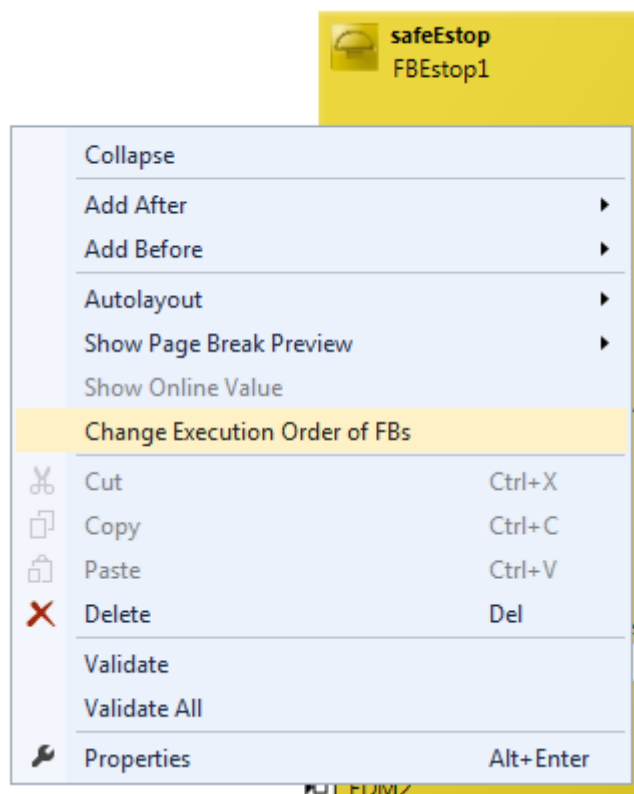 safeEstop
FBEstop1
Collapse
Add After
Add Before
Autolayout
Show Page Break Preview
Show Online Value
Change Execution Order of FBs
Cut Ctrl+X
Copy Ctrl+C
Paste Ctrl+V
Delete Del
Validate
Validate All
Properties Alt+Enter
EDM2